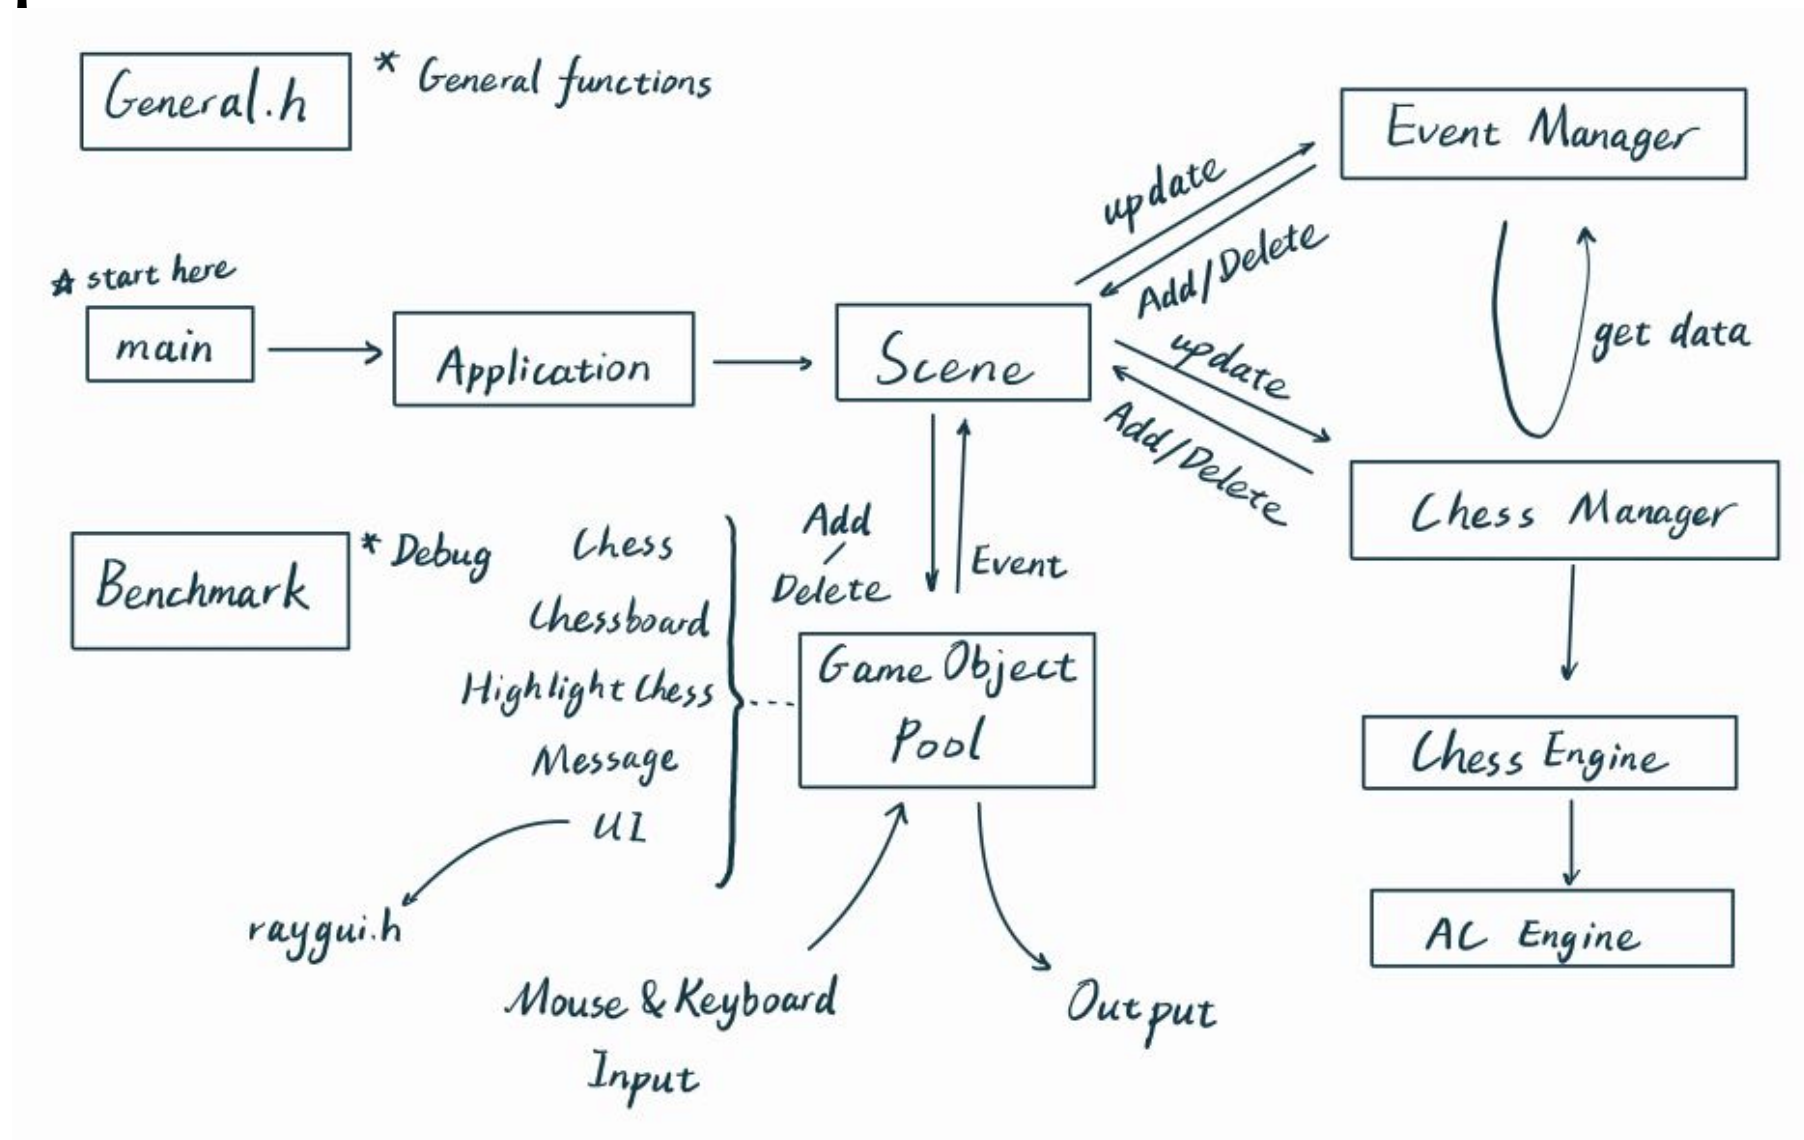 General.h
* General functions
Event Manager
update
Add/Delete
☆ start here
main
Application
Scene
get data
update
Add/Delete
Chess Manager
Benchmark
* Debug
Chess
Chessboard
Highlight Chess
Message
UI
raygui.h
Add
/
Delete
Event
Game Object
Pool
Chess Engine
AC Engine
Mouse & Keyboard
Input
Output